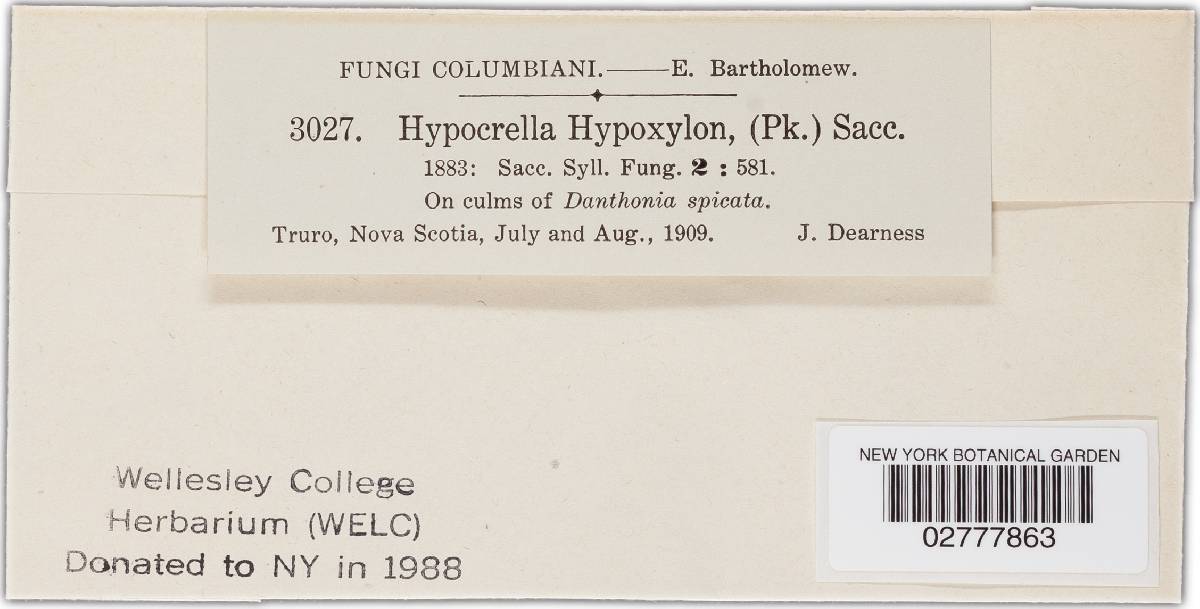 FUNGI COLUMBIANI.——E. Bartholomew.
3027. Hypocrella Hypoxylon, (Pk.) Sacc.
1883: Sacc. Syll. Fung. 2 : 581.
On culms of Danthonia spicata.
Truro, Nova Scotia, July and Aug., 1909. J. Dearness
Wellesley College
Herbarium (WELC)
Donated to NY in 1988
NEW YORK BOTANICAL GARDEN
02777863